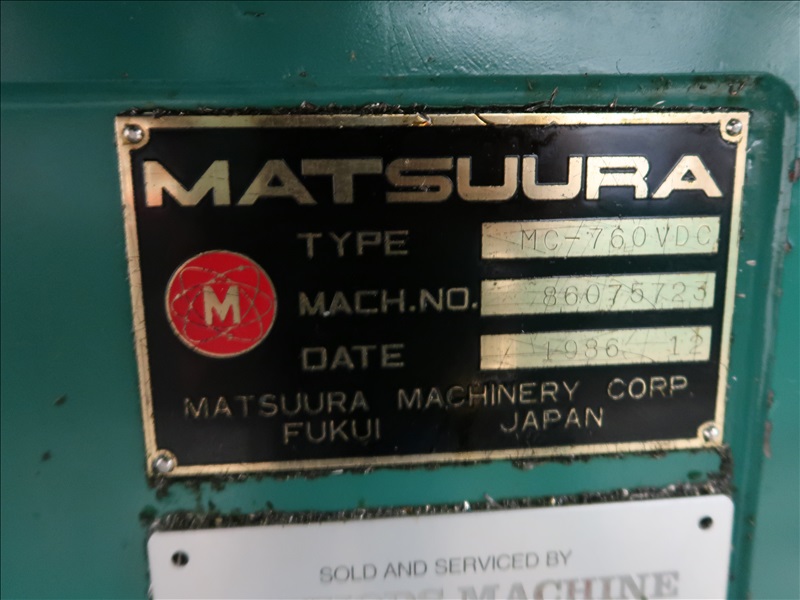 MATSUURA
TYPE MC-760VDC
M
MACH.NO. 86075723
DATE 1986 12
MATSUURA MACHINERY CORP.
FUKUI JAPAN
SOLD AND SERVICED BY
MACHINE